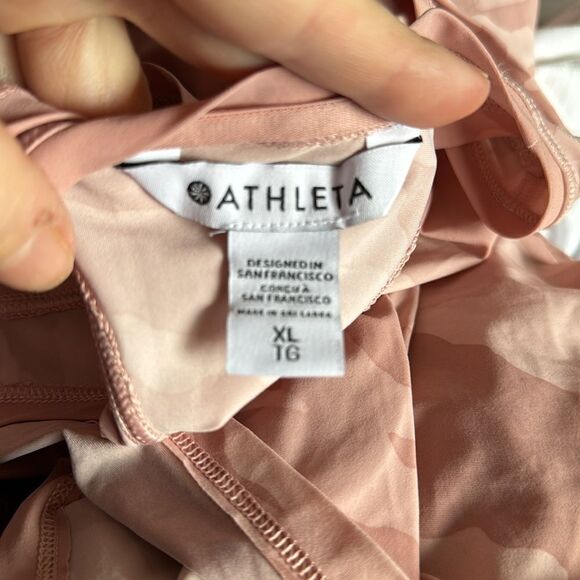 ATHLETA
DESIGNED IN
SAN FRANCISCO
CONÇU À
SAN FRANCISCO
MADE IN SRI LANKA
XL
TG